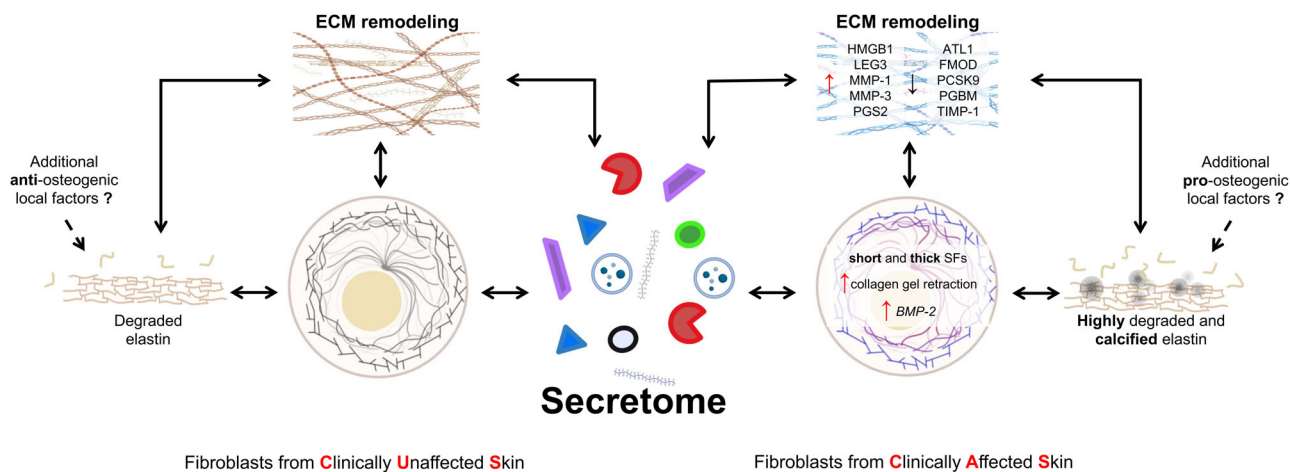 ECM remodeling
Additional
anti-osteogenic
local factors ?
Degraded
elastin
Secretome
Fibroblasts from Clinically Unaffected Skin
ECM remodeling
HMGB1
LEG3
↑ MMP-1
MMP-3
PGS2
ATL1
FMOD
↓ PCSK9
PGBM
TIMP-1
short and thick SFs
↑ collagen gel retraction
↑ BMP-2
Additional
pro-osteogenic
local factors ?
Highly degraded and
calcified elastin
Fibroblasts from Clinically Affected Skin